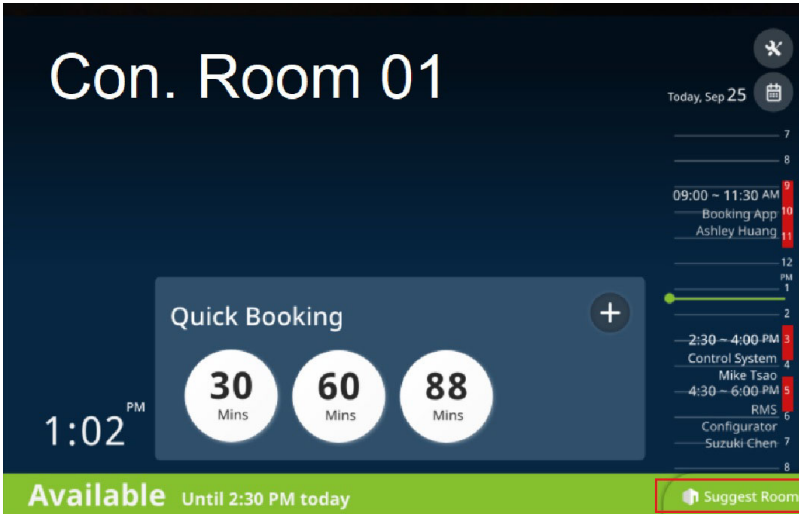 Con. Room 01
Today, Sep 25
7
8
9
09:00 ~ 11:30 AM
Booking App 10
Ashley Huang 11
12
PM
1
Quick Booking
2
2:30 ~ 4:00 PM 3
Control System 4
Mike Tsao
4:30 ~ 6:00 PM 5
RMS 6
Configurator
Suzuki Chen 7
8
30 60 88
Mins Mins Mins
1:02 PM
Available Until 2:30 PM today
Suggest Room